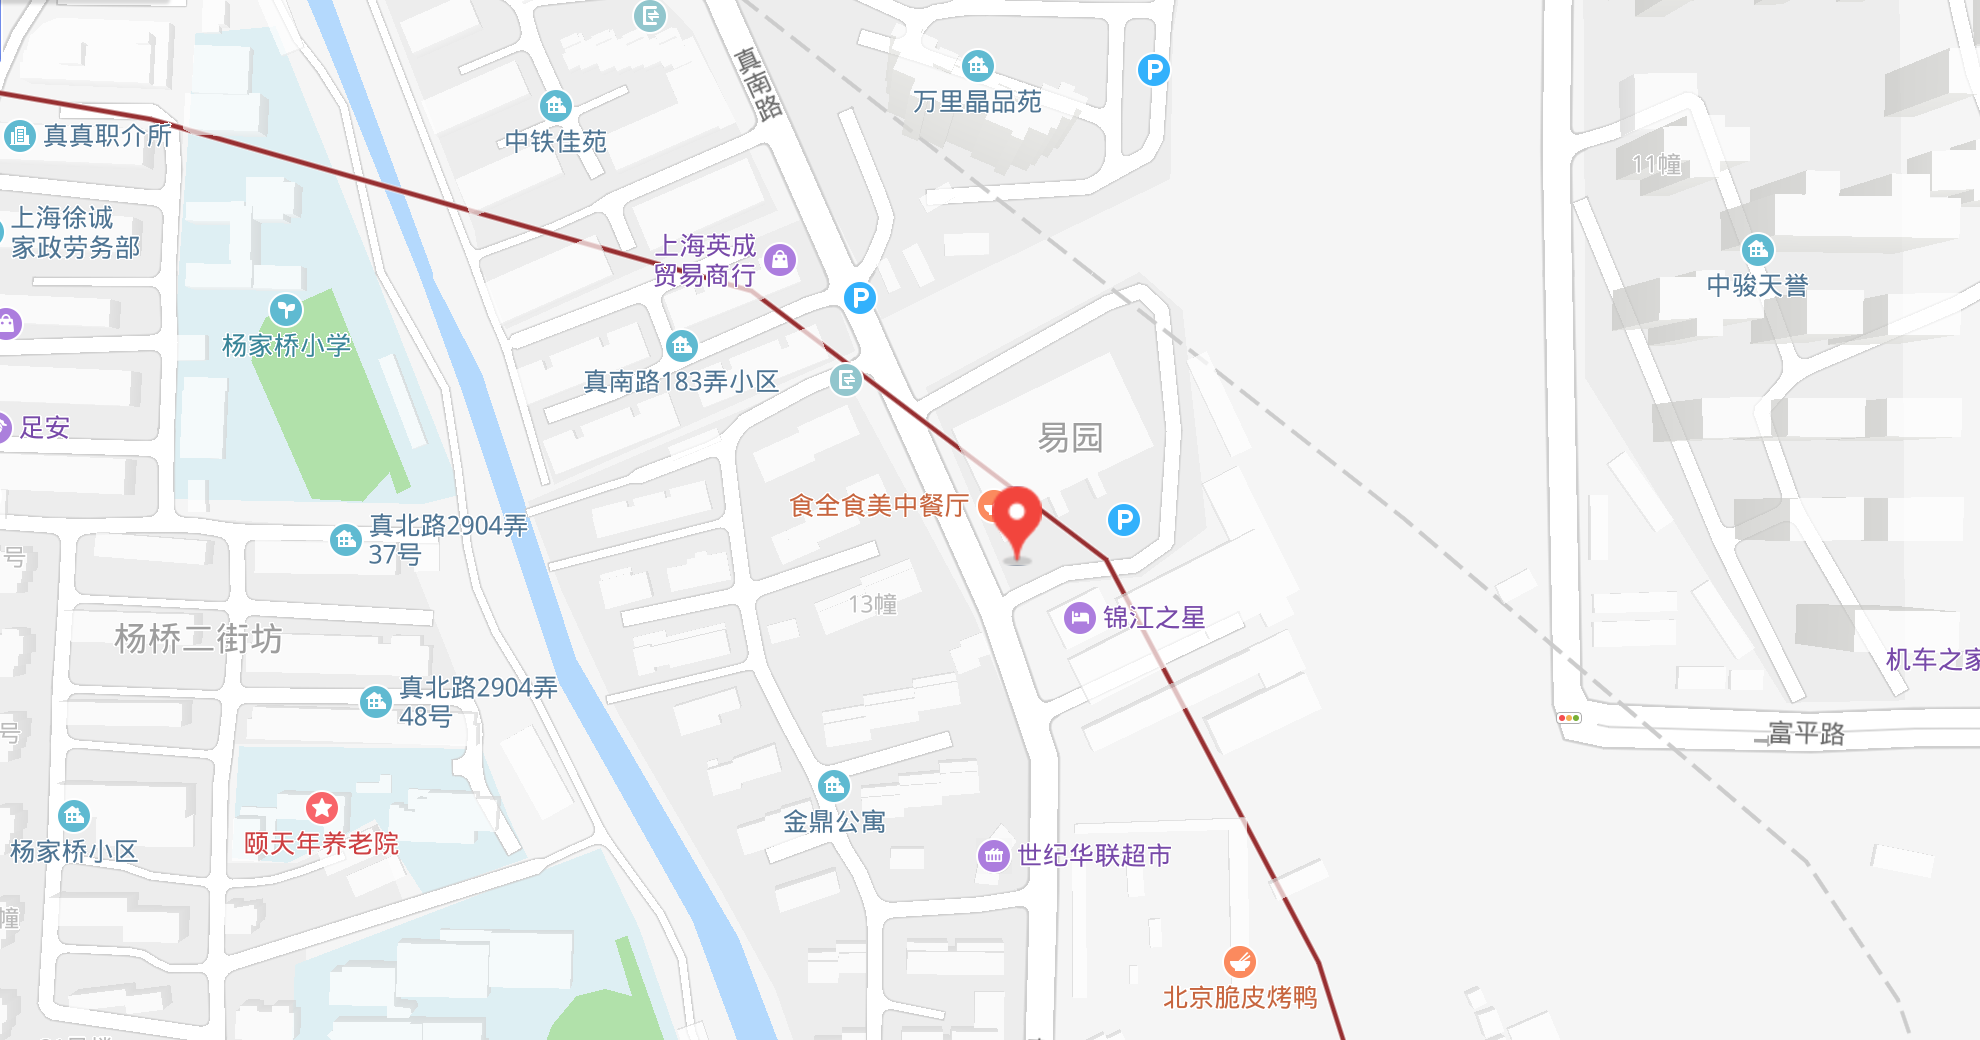 真南路
万里晶品苑
P
中铁佳苑
真真职介所
11幢
上海徐诚
家政劳务部
上海英成
贸易商行
中骏天誉
P
杨家桥小学
真南路183弄小区
足安
易园
食全食美中餐厅
P
真北路2904弄
37号
号
13幢
锦江之星
杨桥二街坊
机车之家
真北路2904弄
48号
号
富平路
金鼎公寓
颐天年养老院
杨家桥小区
世纪华联超市
幢
北京脆皮烤鸭